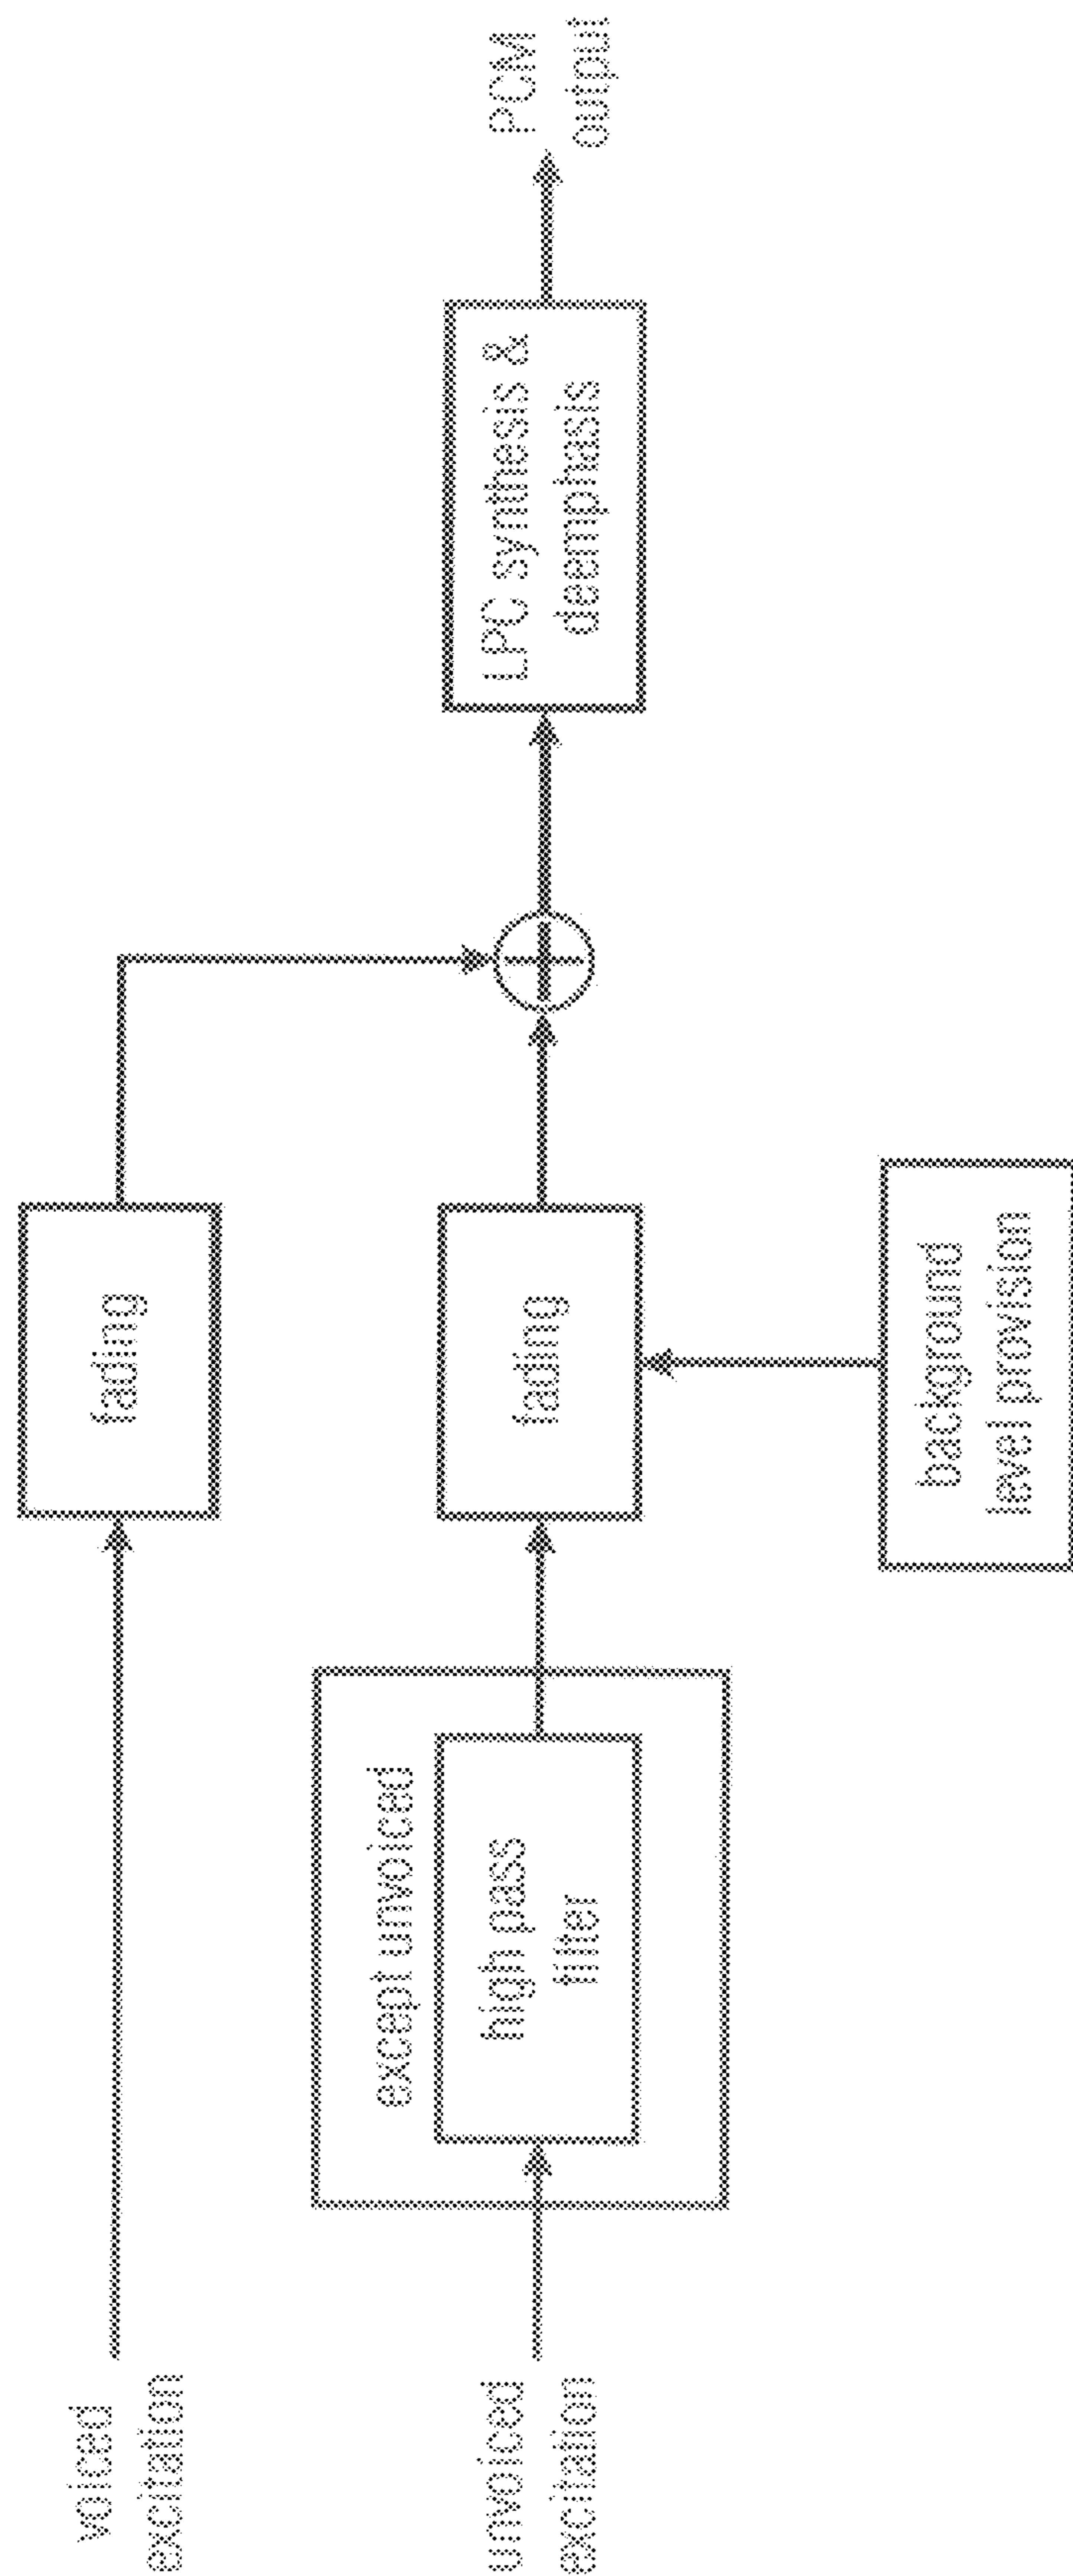 voiced
excitation
fading
unvoiced
excitation
except unvoiced
high pass
filter
fading
background
level provision
LPC synthesis &
deemphasis
PCM
output